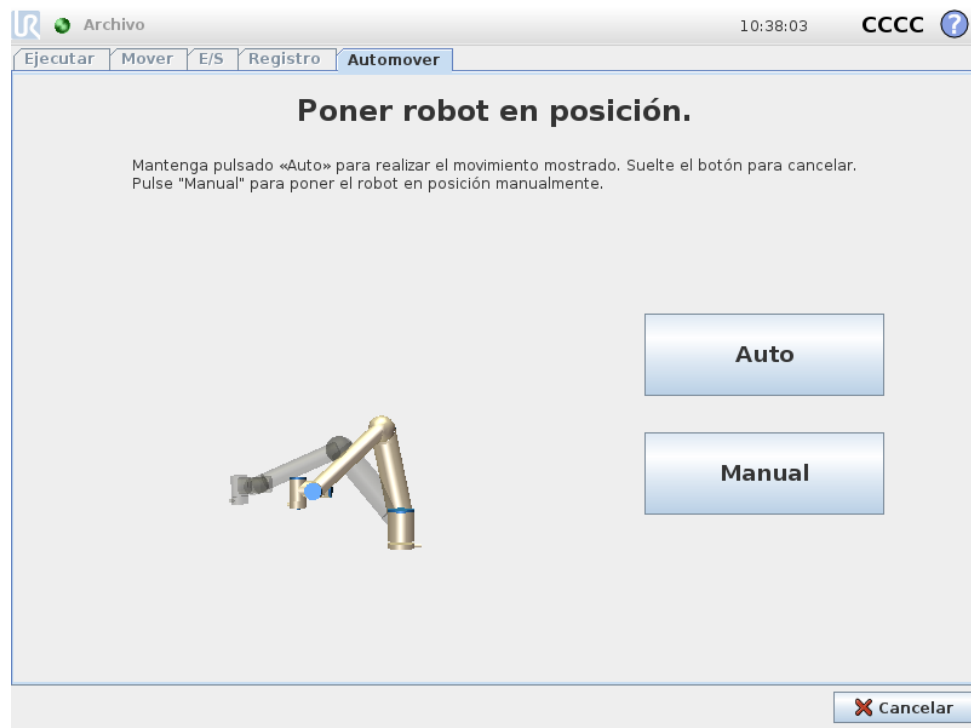 UR Archivo 10:38:03 CCCC ?
Ejecutar Mover E/S Registro Automover
Poner robot en posición.
Mantenga pulsado «Auto» para realizar el movimiento mostrado. Suelte el botón para cancelar.
Pulse "Manual" para poner el robot en posición manualmente.
Auto
Manual
Cancelar